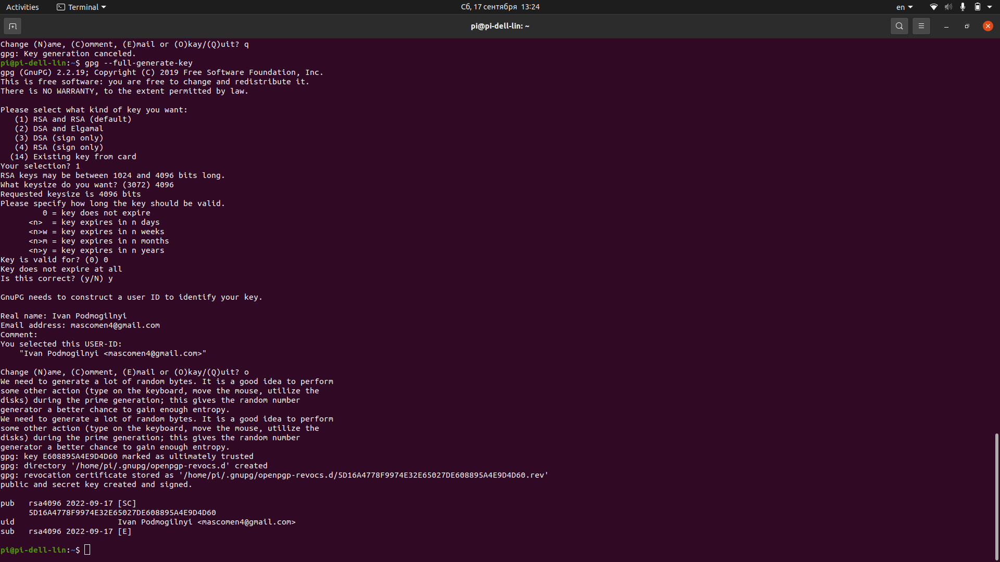 Activities Terminal Сб, 17 сентября 13:24 en
pi@pi-dell-lin: ~
Change (N)ame, (C)omment, (E)mail or (O)kay/(Q)uit? q
gpg: Key generation canceled.
pi@pi-dell-lin:~$ gpg --full-generate-key
gpg (GnuPG) 2.2.19; Copyright (C) 2019 Free Software Foundation, Inc.
This is free software: you are free to change and redistribute it.
There is NO WARRANTY, to the extent permitted by law.

Please select what kind of key you want:
   (1) RSA and RSA (default)
   (2) DSA and Elgamal
   (3) DSA (sign only)
   (4) RSA (sign only)
  (14) Existing key from card
Your selection? 1
RSA keys may be between 1024 and 4096 bits long.
What keysize do you want? (3072) 4096
Requested keysize is 4096 bits
Please specify how long the key should be valid.
         0 = key does not expire
      <n>  = key expires in n days
      <n>w = key expires in n weeks
      <n>m = key expires in n months
      <n>y = key expires in n years
Key is valid for? (0) 0
Key does not expire at all
Is this correct? (y/N) y

GnuPG needs to construct a user ID to identify your key.

Real name: Ivan Podmogilnyi
Email address: mascomen4@gmail.com
Comment:
You selected this USER-ID:
    "Ivan Podmogilnyi <mascomen4@gmail.com>"

Change (N)ame, (C)omment, (E)mail or (O)kay/(Q)uit? o
We need to generate a lot of random bytes. It is a good idea to perform
some other action (type on the keyboard, move the mouse, utilize the
disks) during the prime generation; this gives the random number
generator a better chance to gain enough entropy.
We need to generate a lot of random bytes. It is a good idea to perform
some other action (type on the keyboard, move the mouse, utilize the
disks) during the prime generation; this gives the random number
generator a better chance to gain enough entropy.
gpg: key E608895A4E9D4D60 marked as ultimately trusted
gpg: directory '/home/pi/.gnupg/openpgp-revocs.d' created
gpg: revocation certificate stored as '/home/pi/.gnupg/openpgp-revocs.d/5D16A4778F9974E32E65027DE608895A4E9D4D60.rev'
public and secret key created and signed.

pub   rsa4096 2022-09-17 [SC]
      5D16A4778F9974E32E65027DE608895A4E9D4D60
uid                      Ivan Podmogilnyi <mascomen4@gmail.com>
sub   rsa4096 2022-09-17 [E]

pi@pi-dell-lin:~$